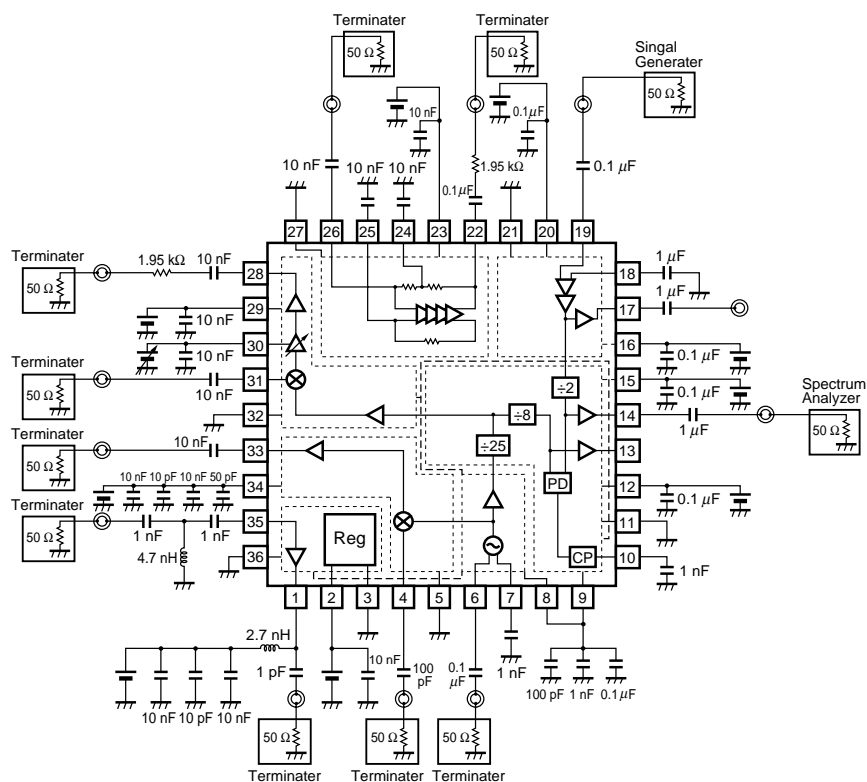 Terminater
50 Ω
Terminater
50 Ω
Singal
Generater
50 Ω
10 nF
0.1 µF
10 nF
10 nF
10 nF
10 nF
0.1 µF
1.95 kΩ
0.1 µF
27
26
25
24
23
22
21
20
19
Terminater
50 Ω
1.95 kΩ
10 nF
28
18
1 µF
29
10 nF
17
1 µF
30
10 nF
16
0.1 µF
Terminater
50 Ω
10 nF
31
15
0.1 µF
÷2
Spectrum
Analyzer
50 Ω
32
÷8
14
1 µF
Terminater
50 Ω
10 nF
33
÷25
13
10 nF
10 pF
10 nF
50 pF
34
PD
12
0.1 µF
Terminater
50 Ω
1 nF
1 nF
35
11
4.7 nH
36
Reg
CP
10
1 nF
1
2
3
4
5
6
7
8
9
2.7 nH
1 pF
10 nF
10 pF
10 nF
10 nF
100
pF
0.1
µF
1 nF
100 pF
1 nF
0.1 µF
50 Ω
Terminater
50 Ω
Terminater
50 Ω
Terminater